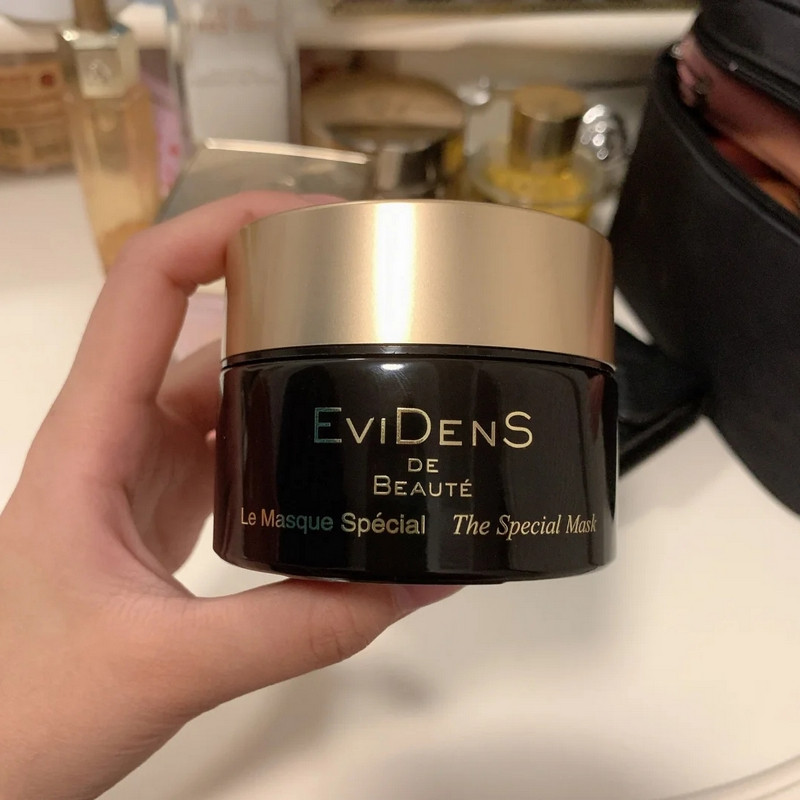 EviDenS
DE
Beauté
Le Masque Spécial The Special Mask